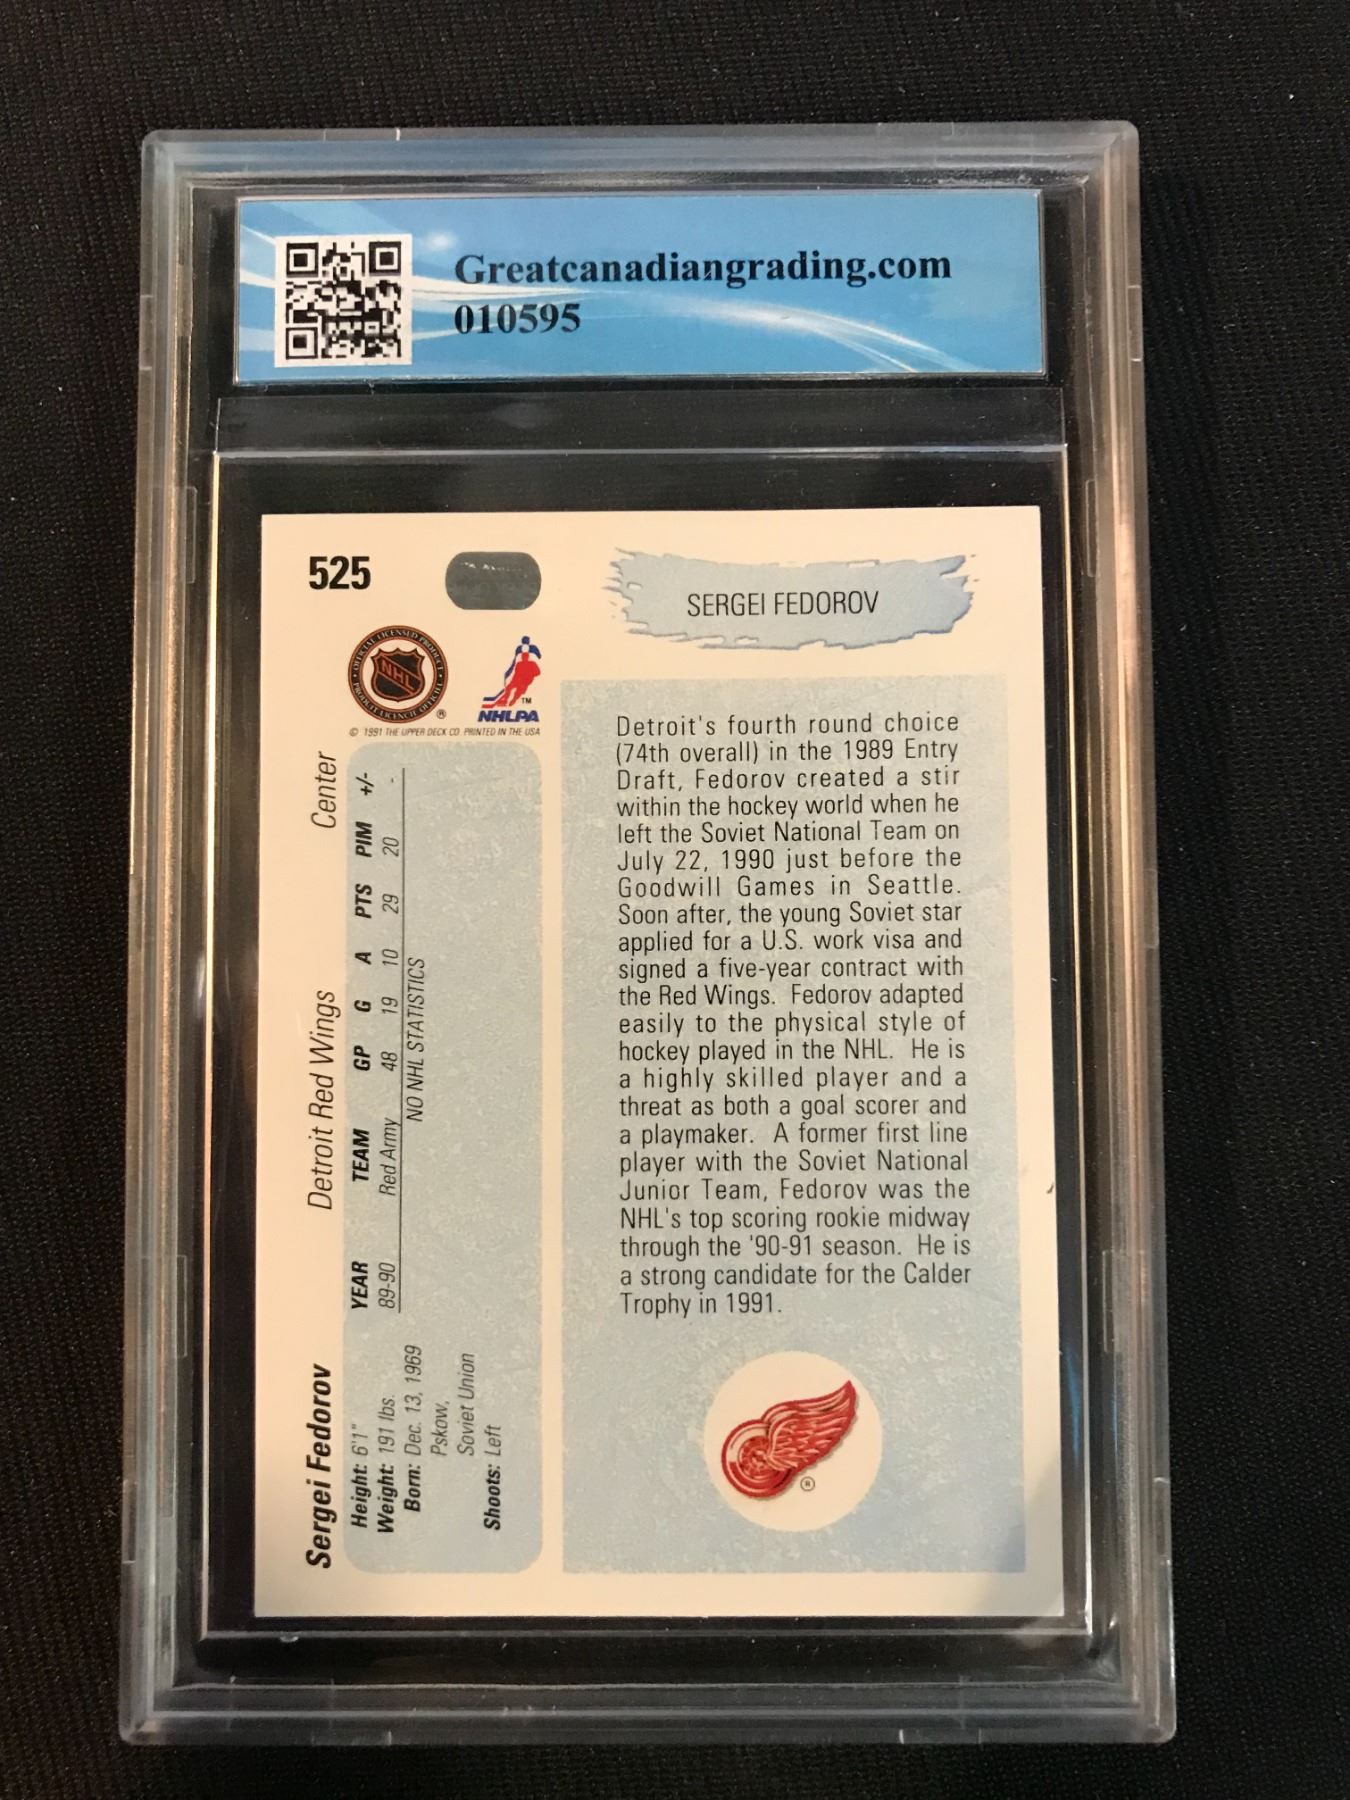 Greatcanadiangrading.com
010595
525
SERGEI FEDOROV
OFFICIAL LICENSED PRODUCT
NHL
PRODUIT LICENCIE OFFICIEL
®
™
NHLPA
© 1991 THE UPPER DECK CO. PRINTED IN THE USA
Detroit's fourth round choice
(74th overall) in the 1989 Entry
Draft, Fedorov created a stir
within the hockey world when he
left the Soviet National Team on
July 22, 1990 just before the
Goodwill Games in Seattle.
Soon after, the young Soviet star
applied for a U.S. work visa and
signed a five-year contract with
the Red Wings. Fedorov adapted
easily to the physical style of
hockey played in the NHL. He is
a highly skilled player and a
threat as both a goal scorer and
a playmaker. A former first line
player with the Soviet National
Junior Team, Fedorov was the
NHL's top scoring rookie midway
through the '90-91 season. He is
a strong candidate for the Calder
Trophy in 1991.
®
Sergei Fedorov Detroit Red Wings Center
Height: 6'1"
Weight: 191 lbs.
Born: Dec. 13, 1969
Pskow,
Soviet Union
Shoots: Left
YEAR TEAM GP G A PTS PIM +/-
89-90 Red Army 48 19 10 29 20 -
NO NHL STATISTICS